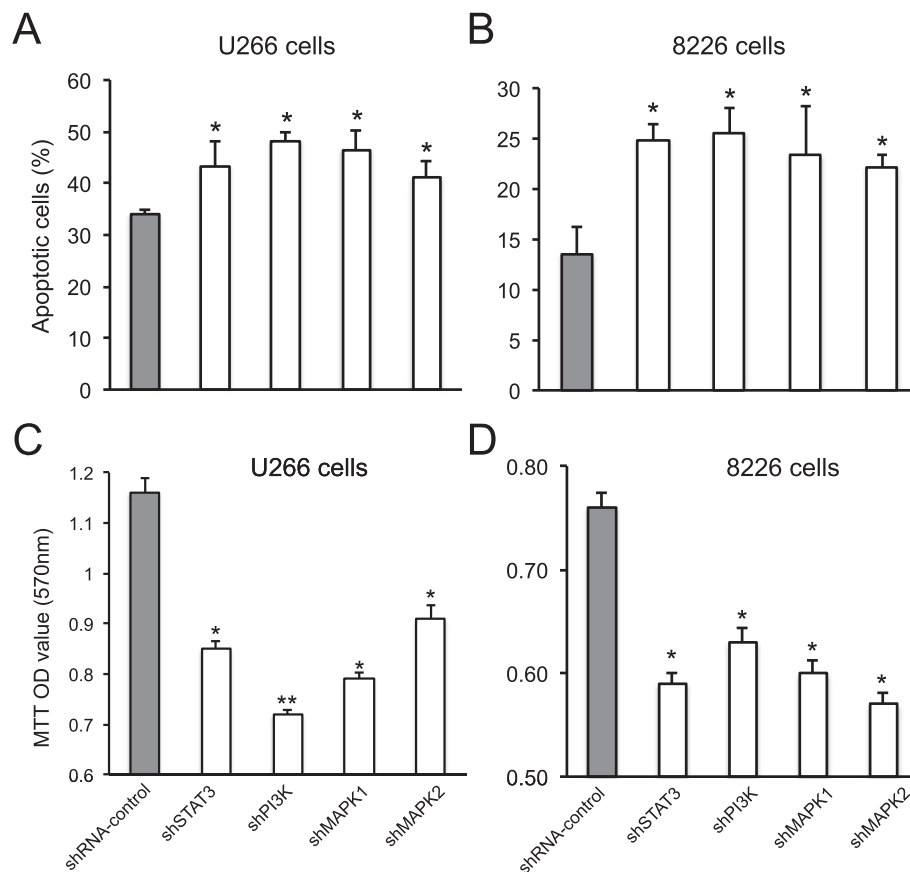 A
U266 cells
Apoptotic cells (%)
60
50
40
30
20
10
0
* * * *
B
8226 cells
30
25
20
15
10
5
0
* * * *
C
U266 cells
MTT OD value (570nm)
1.2
1.1
1
0.9
0.8
0.7
0.6
* ** * *
shRNA-control
shSTAT3
shPI3K
shMAPK1
shMAPK2
D
8226 cells
0.80
0.70
0.60
0.50
* * * *
shRNA-control
shSTAT3
shPI3K
shMAPK1
shMAPK2